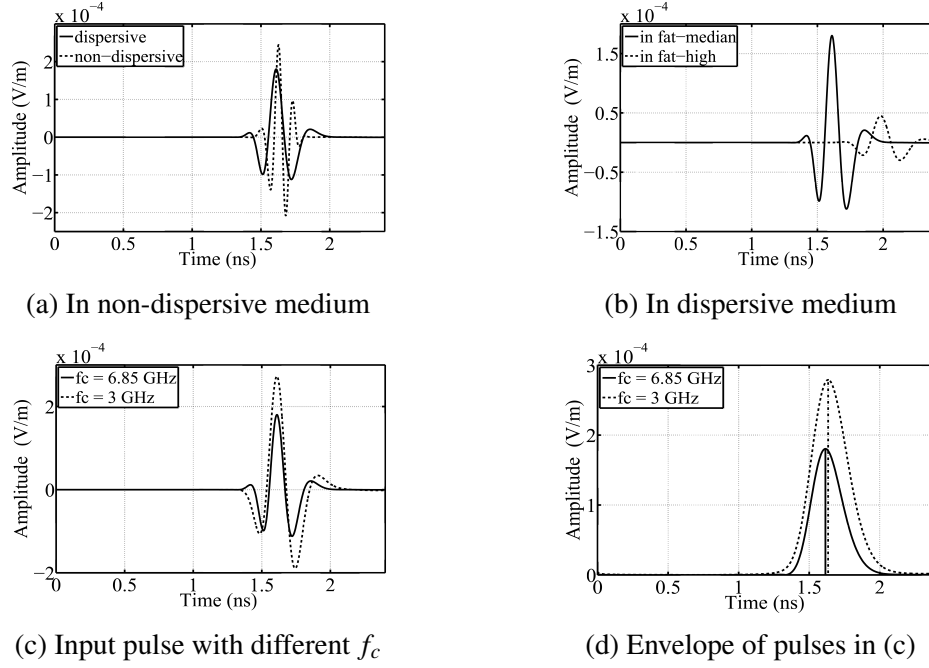 x 10⁻⁴
dispersive
non−dispersive
2
1
0
−1
−2
Amplitude (V/m)
0 0.5 1 1.5 2
Time (ns)
(a) In non-dispersive medium
x 10⁻⁴
in fat−median
in fat−high
1.5
0.5
−0.5
−1.5
Amplitude (V/m)
0 0.5 1 1.5 2
Time (ns)
(b) In dispersive medium
x 10⁻⁴
fc = 6.85 GHz
fc = 3 GHz
2
0
−2
Amplitude (V/m)
0 0.5 1 1.5 2
Time (ns)
(c) Input pulse with different fc
x 10⁻⁴
fc = 6.85 GHz
fc = 3 GHz
3
2
1
0
Amplitude (V/m)
0 0.5 1 1.5 2
Time (ns)
(d) Envelope of pulses in (c)